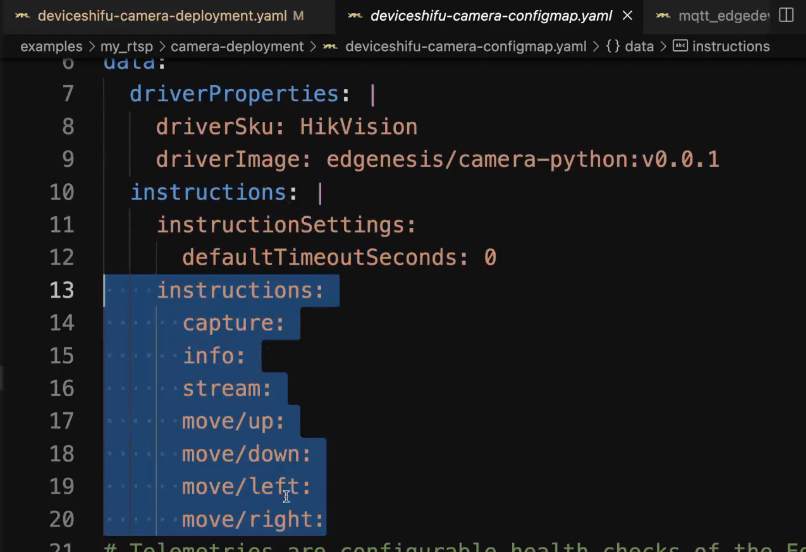 deviceshifu-camera-deployment.yaml M
deviceshifu-camera-configmap.yaml
examples > my_rtsp > camera-deployment > deviceshifu-camera-configmap.yaml > {} data > abc instructions
6 data:
7 driverProperties: |
8 driverSku: HikVision
9 driverImage: edgenesis/camera-python:v0.0.1
10 instructions: |
11 instructionSettings:
12 defaultTimeoutSeconds: 0
13 instructions:
14 capture:
15 info:
16 stream:
17 move/up:
18 move/down:
19 move/left:
20 move/right:
21 # Telemetries are configurable health checks of the